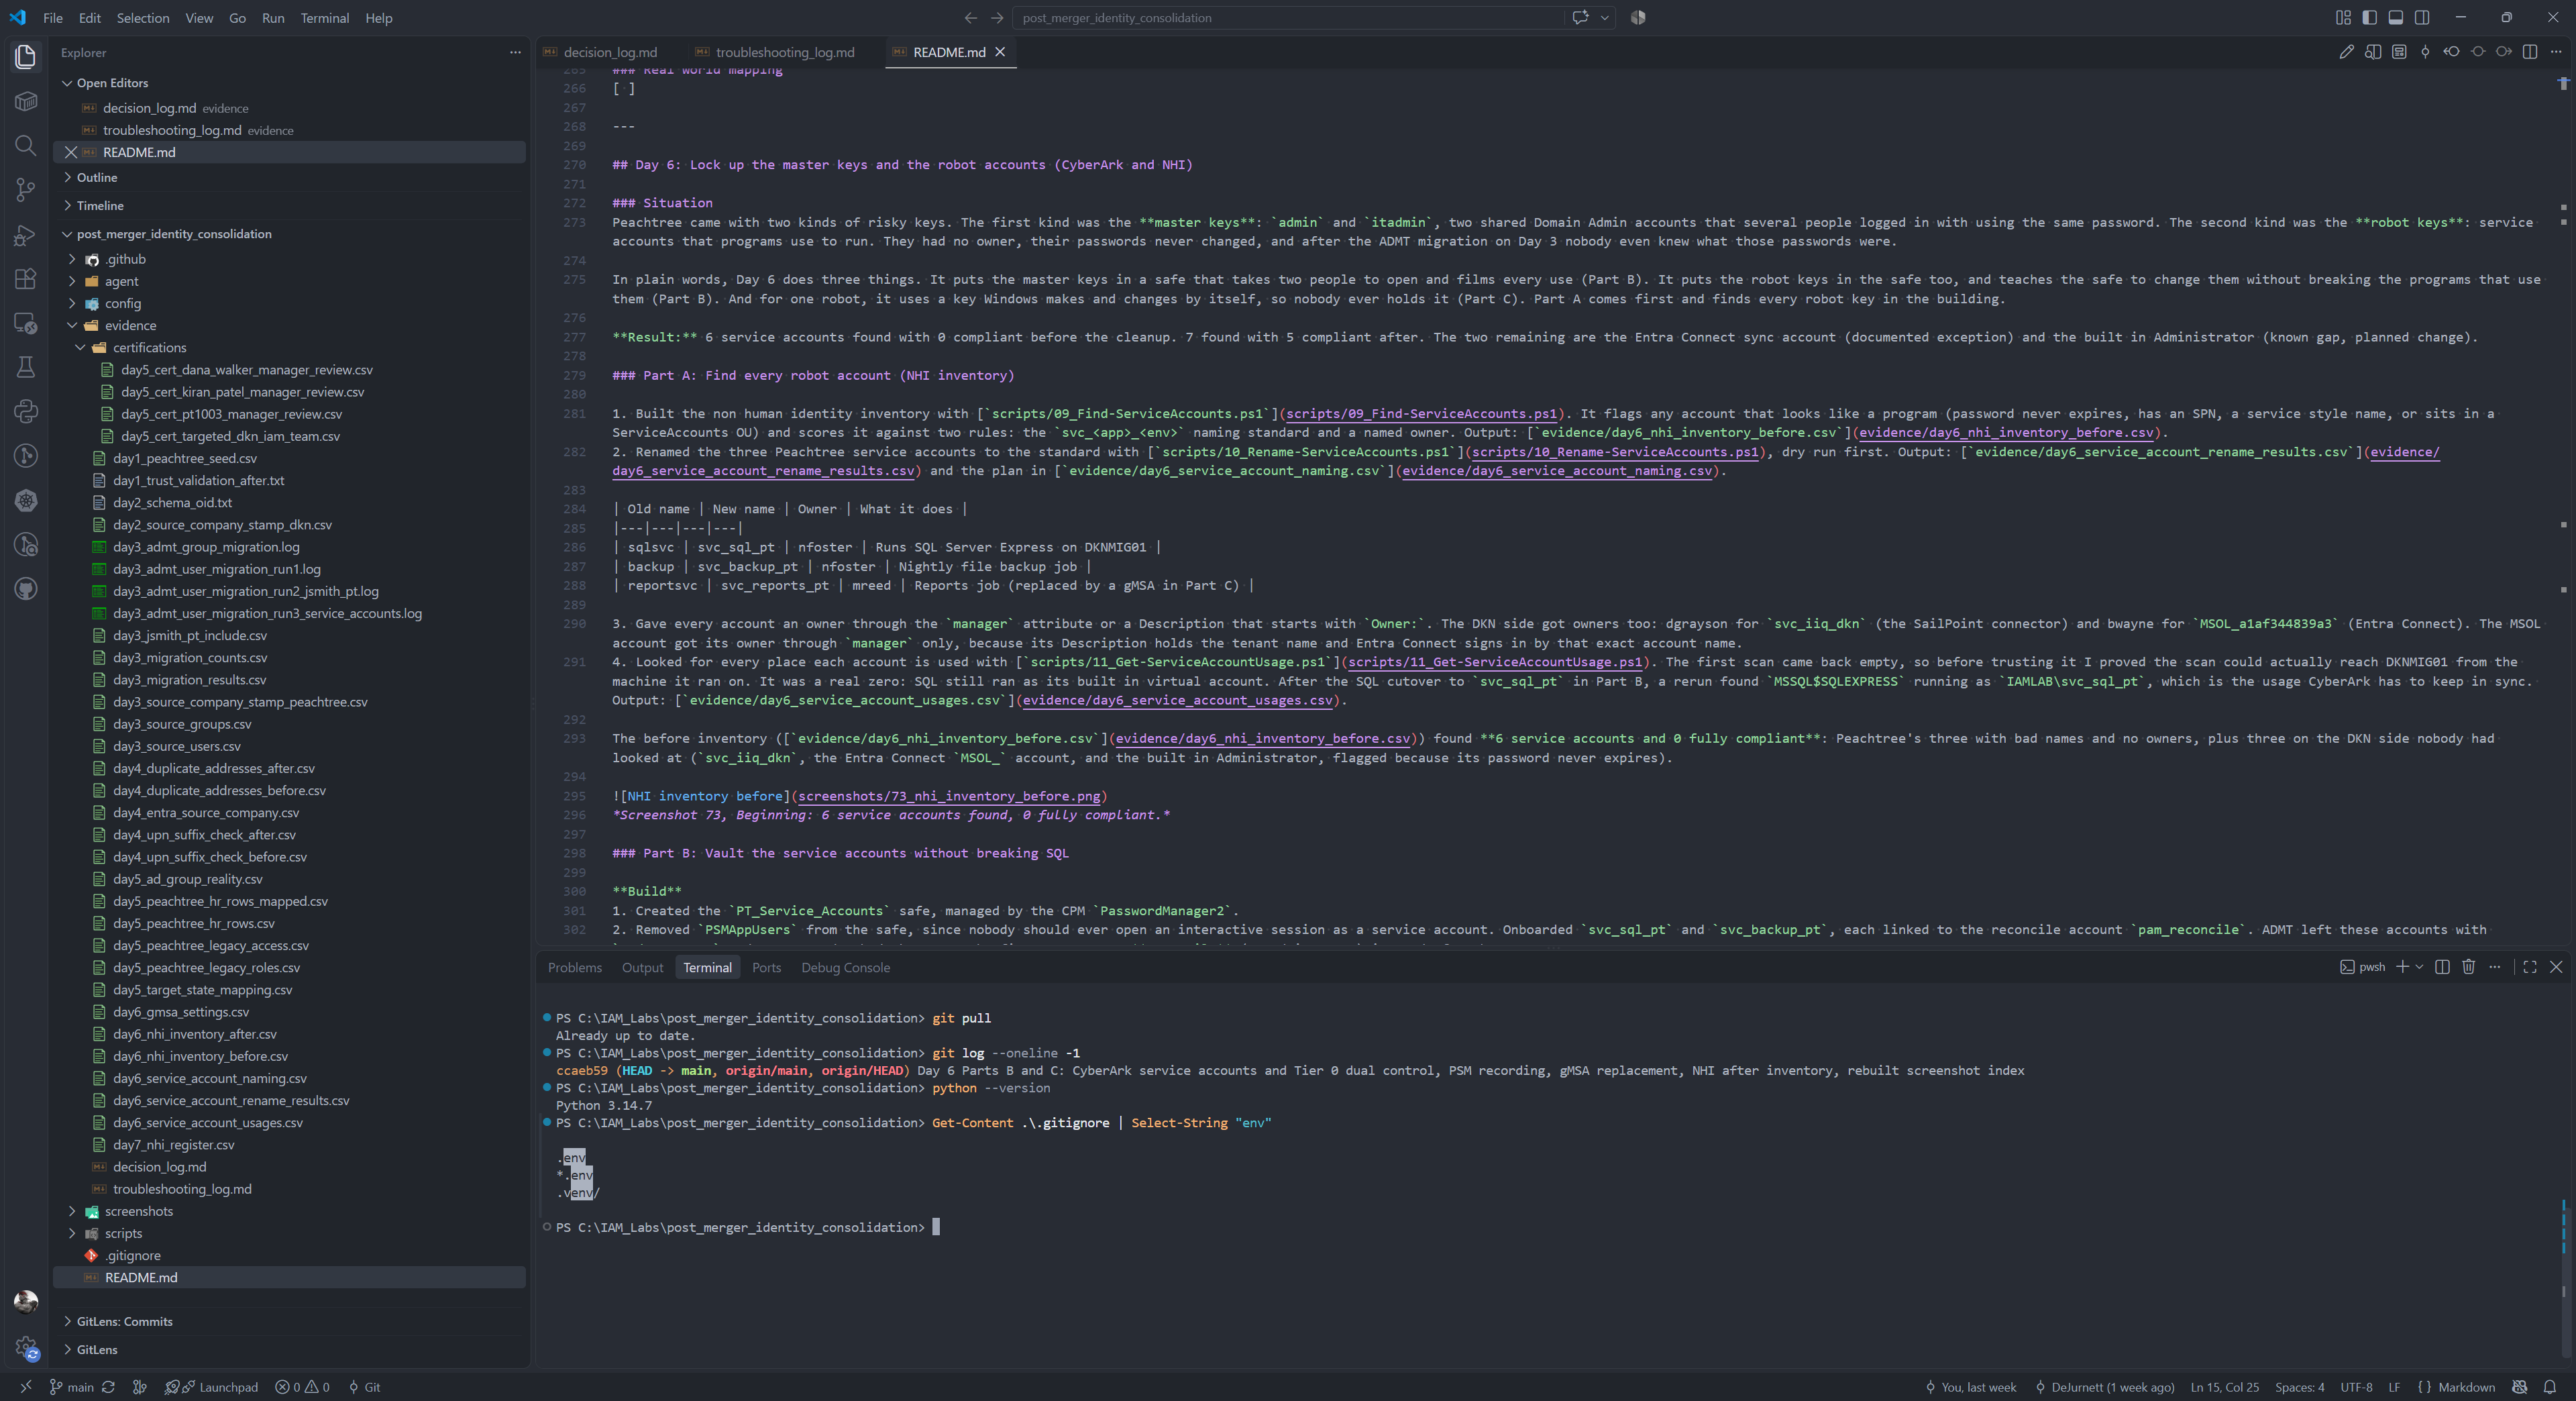 File Edit Selection View Go Run Terminal Help
post_merger_identity_consolidation
Explorer
Open Editors
decision_log.md evidence
troubleshooting_log.md evidence
README.md
Outline
Timeline
post_merger_identity_consolidation
.github
agent
config
evidence
certifications
day5_cert_dana_walker_manager_review.csv
day5_cert_kiran_patel_manager_review.csv
day5_cert_pt1003_manager_review.csv
day5_cert_targeted_dkn_iam_team.csv
day1_peachtree_seed.csv
day1_trust_validation_after.txt
day2_schema_oid.txt
day2_source_company_stamp_dkn.csv
day3_admt_group_migration.log
day3_admt_user_migration_run1.log
day3_admt_user_migration_run2_jsmith_pt.log
day3_admt_user_migration_run3_service_accounts.log
day3_jsmith_pt_include.csv
day3_migration_counts.csv
day3_migration_results.csv
day3_source_company_stamp_peachtree.csv
day3_source_groups.csv
day3_source_users.csv
day4_duplicate_addresses_after.csv
day4_duplicate_addresses_before.csv
day4_entra_source_company.csv
day4_upn_suffix_check_after.csv
day4_upn_suffix_check_before.csv
day5_ad_group_reality.csv
day5_peachtree_hr_rows_mapped.csv
day5_peachtree_hr_rows.csv
day5_peachtree_legacy_access.csv
day5_peachtree_legacy_roles.csv
day5_target_state_mapping.csv
day6_gmsa_settings.csv
day6_nhi_inventory_after.csv
day6_nhi_inventory_before.csv
day6_service_account_naming.csv
day6_service_account_rename_results.csv
day6_service_account_usages.csv
day7_nhi_register.csv
decision_log.md
troubleshooting_log.md
screenshots
scripts
.gitignore
README.md
GitLens: Commits
GitLens
decision_log.md troubleshooting_log.md README.md
265 ### Real world mapping
266 [ ]
267
268 ---
269
270 ## Day 6: Lock up the master keys and the robot accounts (CyberArk and NHI)
271
272 ### Situation
273 Peachtree came with two kinds of risky keys. The first kind was the **master keys**: `admin` and `itadmin`, two shared Domain Admin accounts that several people logged in with using the same password. The second kind was the **robot keys**: service
accounts that programs use to run. They had no owner, their passwords never changed, and after the ADMT migration on Day 3 nobody even knew what those passwords were.
274
275 In plain words, Day 6 does three things. It puts the master keys in a safe that takes two people to open and films every use (Part B). It puts the robot keys in the safe too, and teaches the safe to change them without breaking the programs that use
them (Part B). And for one robot, it uses a key Windows makes and changes by itself, so nobody ever holds it (Part C). Part A comes first and finds every robot key in the building.
276
277 **Result:** 6 service accounts found with 0 compliant before the cleanup. 7 found with 5 compliant after. The two remaining are the Entra Connect sync account (documented exception) and the built in Administrator (known gap, planned change).
278
279 ### Part A: Find every robot account (NHI inventory)
280
281 1. Built the non human identity inventory with [`scripts/09_Find-ServiceAccounts.ps1`](scripts/09_Find-ServiceAccounts.ps1). It flags any account that looks like a program (password never expires, has an SPN, a service style name, or sits in a
ServiceAccounts OU) and scores it against two rules: the `svc_<app>_<env>` naming standard and a named owner. Output: [`evidence/day6_nhi_inventory_before.csv`](evidence/day6_nhi_inventory_before.csv).
282 2. Renamed the three Peachtree service accounts to the standard with [`scripts/10_Rename-ServiceAccounts.ps1`](scripts/10_Rename-ServiceAccounts.ps1), dry run first. Output: [`evidence/day6_service_account_rename_results.csv`](evidence/
day6_service_account_rename_results.csv) and the plan in [`evidence/day6_service_account_naming.csv`](evidence/day6_service_account_naming.csv).
283
284 | Old name | New name | Owner | What it does |
285 |---|---|---|---|
286 | sqlsvc | svc_sql_pt | nfoster | Runs SQL Server Express on DKNMIG01 |
287 | backup | svc_backup_pt | nfoster | Nightly file backup job |
288 | reportsvc | svc_reports_pt | mreed | Reports job (replaced by a gMSA in Part C) |
289
290 3. Gave every account an owner through the `manager` attribute or a Description that starts with `Owner:`. The DKN side got owners too: dgrayson for `svc_iiq_dkn` (the SailPoint connector) and bwayne for `MSOL_a1af344839a3` (Entra Connect). The MSOL
account got its owner through `manager` only, because its Description holds the tenant name and Entra Connect signs in by that exact account name.
291 4. Looked for every place each account is used with [`scripts/11_Get-ServiceAccountUsage.ps1`](scripts/11_Get-ServiceAccountUsage.ps1). The first scan came back empty, so before trusting it I proved the scan could actually reach DKNMIG01 from the
machine it ran on. It was a real zero: SQL still ran as its built in virtual account. After the SQL cutover to `svc_sql_pt` in Part B, a rerun found `MSSQL$SQLEXPRESS` running as `IAMLAB\svc_sql_pt`, which is the usage CyberArk has to keep in sync.
Output: [`evidence/day6_service_account_usages.csv`](evidence/day6_service_account_usages.csv).
292
293 The before inventory ([`evidence/day6_nhi_inventory_before.csv`](evidence/day6_nhi_inventory_before.csv)) found **6 service accounts and 0 fully compliant**: Peachtree's three with bad names and no owners, plus three on the DKN side nobody had
looked at (`svc_iiq_dkn`, the Entra Connect `MSOL_` account, and the built in Administrator, flagged because its password never expires).
294
295 ![NHI inventory before](screenshots/73_nhi_inventory_before.png)
296 *Screenshot 73, Beginning: 6 service accounts found, 0 fully compliant.*
297
298 ### Part B: Vault the service accounts without breaking SQL
299
300 **Build**
301 1. Created the `PT_Service_Accounts` safe, managed by the CPM `PasswordManager2`.
302 2. Removed `PSMAppUsers` from the safe, since nobody should ever open an interactive session as a service account. Onboarded `svc_sql_pt` and `svc_backup_pt`, each linked to the reconcile account `pam_reconcile`. ADMT left these accounts with
Problems Output Terminal Ports Debug Console
pwsh
PS C:\IAM_Labs\post_merger_identity_consolidation> git pull
Already up to date.
PS C:\IAM_Labs\post_merger_identity_consolidation> git log --oneline -1
ccaeb59 (HEAD -> main, origin/main, origin/HEAD) Day 6 Parts B and C: CyberArk service accounts and Tier 0 dual control, PSM recording, gMSA replacement, NHI after inventory, rebuilt screenshot index
PS C:\IAM_Labs\post_merger_identity_consolidation> python --version
Python 3.14.7
PS C:\IAM_Labs\post_merger_identity_consolidation> Get-Content .\.gitignore | Select-String "env"
.env
*.env
.venv/
PS C:\IAM_Labs\post_merger_identity_consolidation>
main Launchpad 0 0 Git
You, last week DeJurnett (1 week ago) Ln 15, Col 25 Spaces: 4 UTF-8 LF { } Markdown